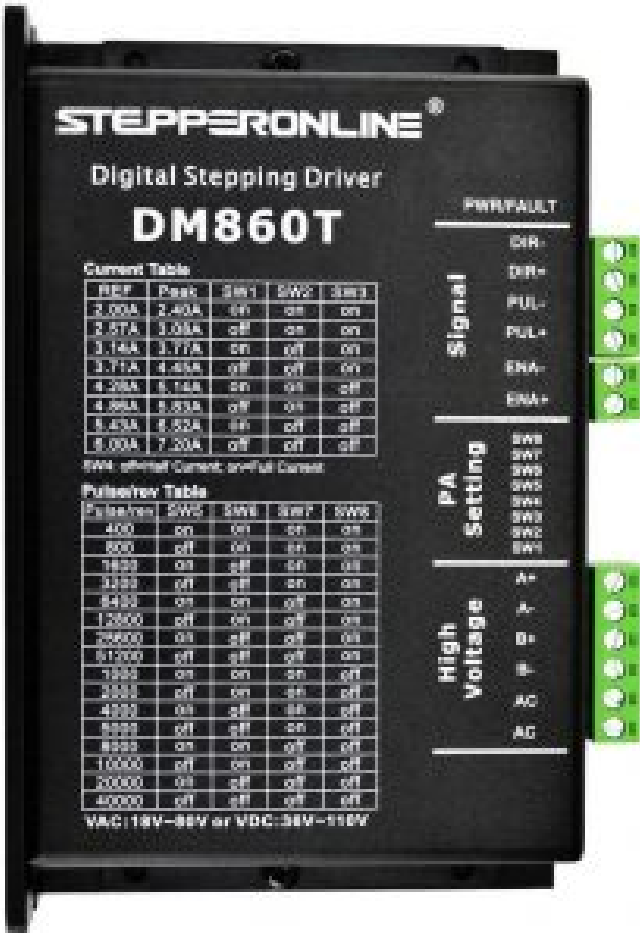 STEPPERONLINE®
Digital Stepping Driver
DM860T
Current Table
REF Peak SW1 SW2 SW3
2.00A 2.40A on on on
2.57A 3.08A off on on
3.14A 3.77A on off on
3.71A 4.45A off off on
4.28A 5.14A on on off
4.86A 5.83A off on off
5.43A 6.52A off off
6.00A 7.20A off off off
SW4: off=Half Current, on=Full Current
Pulse/rev Table
Pulse/rev SW5 SW6 SW7 SW8
400 on on on on
800 off on on on
1600 on off on on
3200 off off on on
6400 on on off on
12800 off on off on
25600 on off off on
51200 off off off on
1000 on on on off
2000 off on on off
4000 on off on off
5000 off off on off
8000 on on off off
10000 off on off off
20000 on off off off
40000 off off off off
VAC:18V~80V or VDC:36V~110V
PWR/FAULT
Signal
DIR-
DIR+
PUL-
PUL+
ENA-
ENA+
PA Setting
SW8
SW7
SW6
SW5
SW4
SW3
SW2
SW1
High Voltage
A+
A-
B+
B-
AC
AC